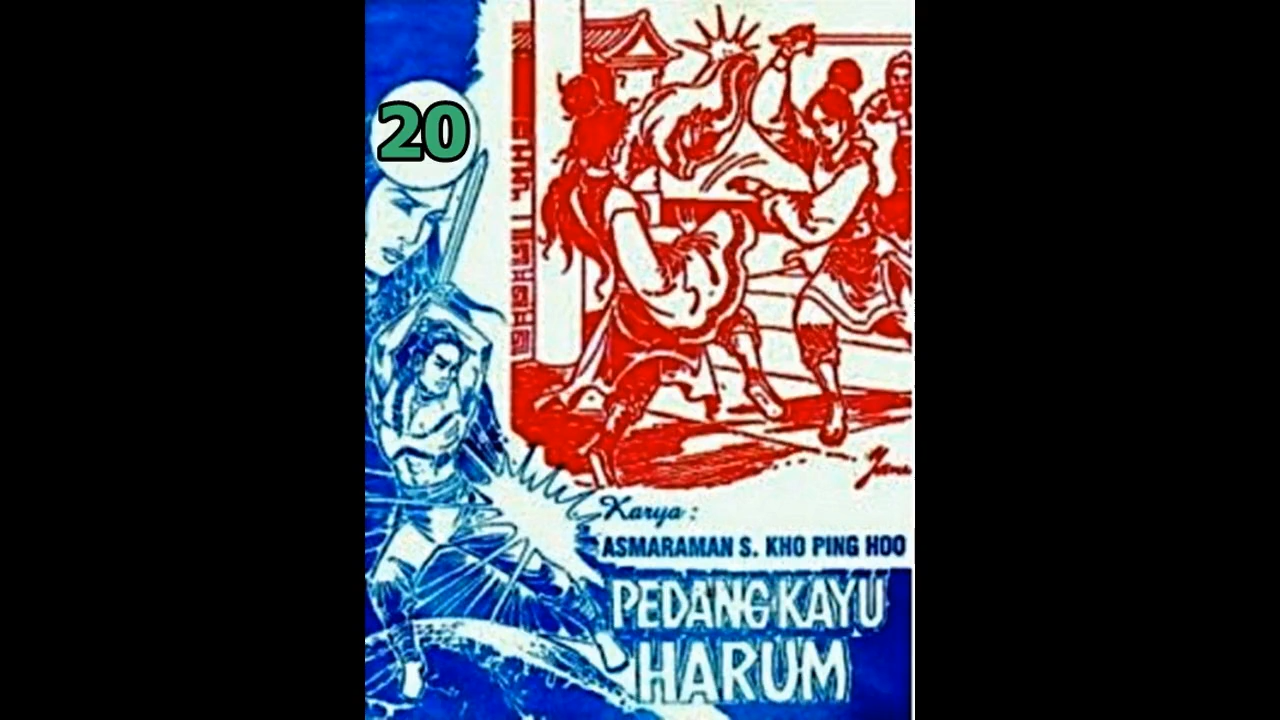 20
Karya :
ASMARAMAN S. KHO PING HOO
PEDANG KAYU
HARUM